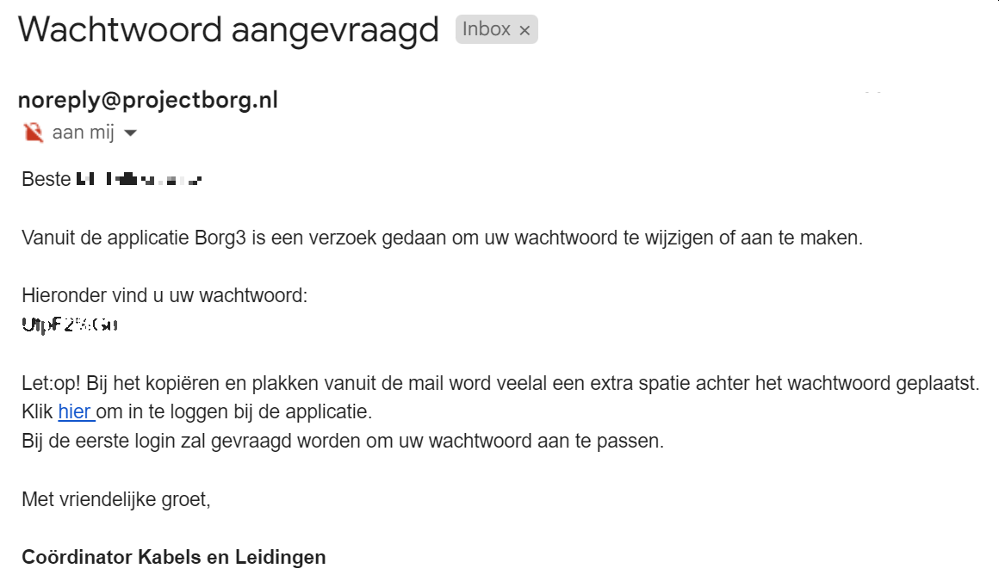 Wachtwoord aangevraagd
Inbox ×
noreply@projectborg.nl
aan mij
Beste
Vanuit de applicatie Borg3 is een verzoek gedaan om uw wachtwoord te wijzigen of aan te maken.
Hieronder vind u uw wachtwoord:
Let:op! Bij het kopiëren en plakken vanuit de mail word veelal een extra spatie achter het wachtwoord geplaatst.
Klik hier om in te loggen bij de applicatie.
Bij de eerste login zal gevraagd worden om uw wachtwoord aan te passen.
Met vriendelijke groet,
Coördinator Kabels en Leidingen